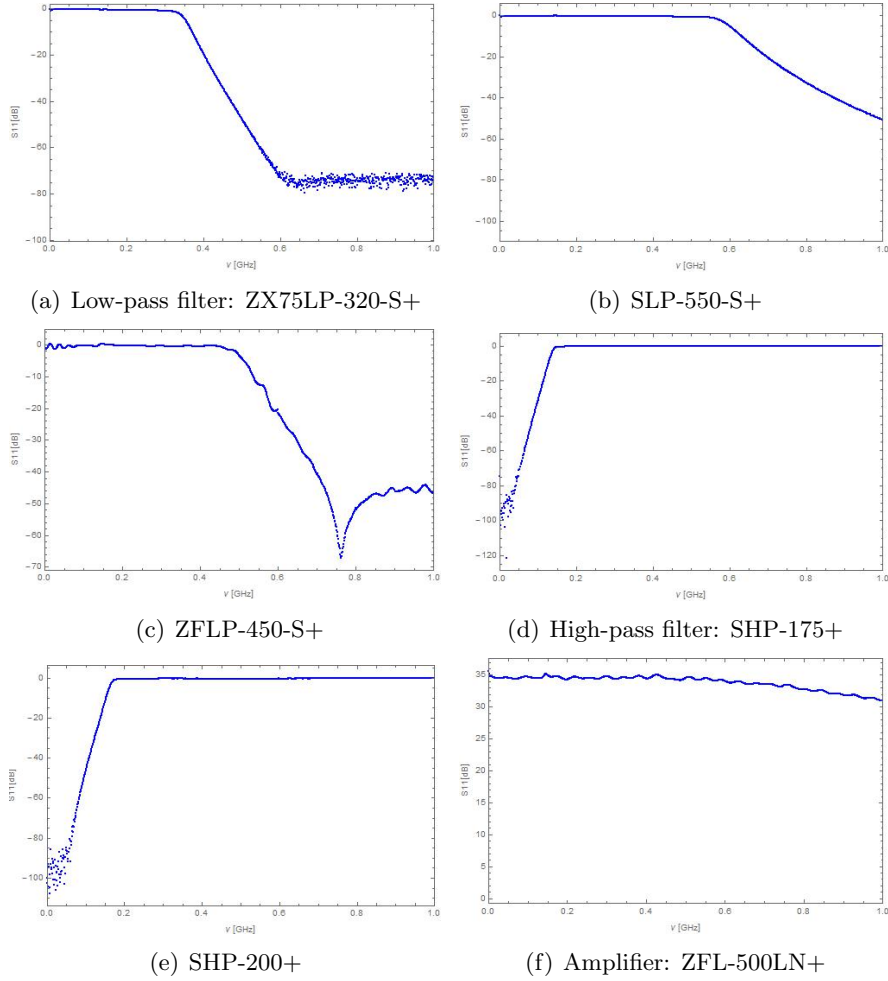 0
−20
−40
−60
−80
−100
S11[dB]
0.0 0.2 0.4 0.6 0.8 1.0
ν [GHz]
(a) Low-pass filter: ZX75LP-320-S+
0
−20
−40
−60
−80
−100
S11[dB]
0.0 0.2 0.4 0.6 0.8 1.0
ν [GHz]
(b) SLP-550-S+
0
−10
−20
−30
−40
−50
−60
−70
S11[dB]
0.0 0.2 0.4 0.6 0.8 1.0
ν [GHz]
(c) ZFLP-450-S+
0
−20
−40
−60
−80
−100
−120
S11[dB]
0.0 0.2 0.4 0.6 0.8 1.0
ν [GHz]
(d) High-pass filter: SHP-175+
0
−20
−40
−60
−80
−100
S11[dB]
0.0 0.2 0.4 0.6 0.8 1.0
ν [GHz]
(e) SHP-200+
35
30
25
20
15
10
5
0
S11[dB]
0.0 0.2 0.4 0.6 0.8 1.0
ν [GHz]
(f) Amplifier: ZFL-500LN+